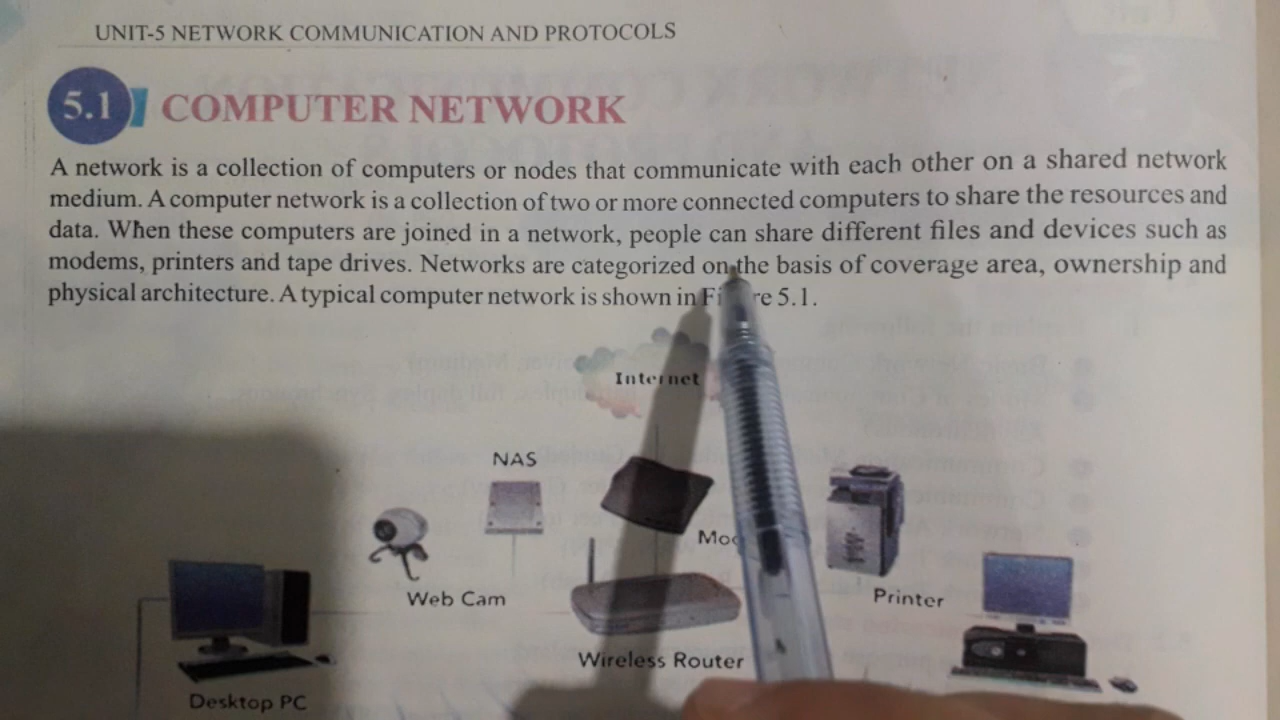 UNIT-5 NETWORK COMMUNICATION AND PROTOCOLS
5.1 COMPUTER NETWORK
A network is a collection of computers or nodes that communicate with each other on a shared network
medium. A computer network is a collection of two or more connected computers to share the resources and
data. When these computers are joined in a network, people can share different files and devices such as
modems, printers and tape drives. Networks are categorized on the basis of coverage area, ownership and
physical architecture. A typical computer network is shown in 5.1.
Internet
NAS
Web Cam
Printer
Wireless Router
Desktop PC